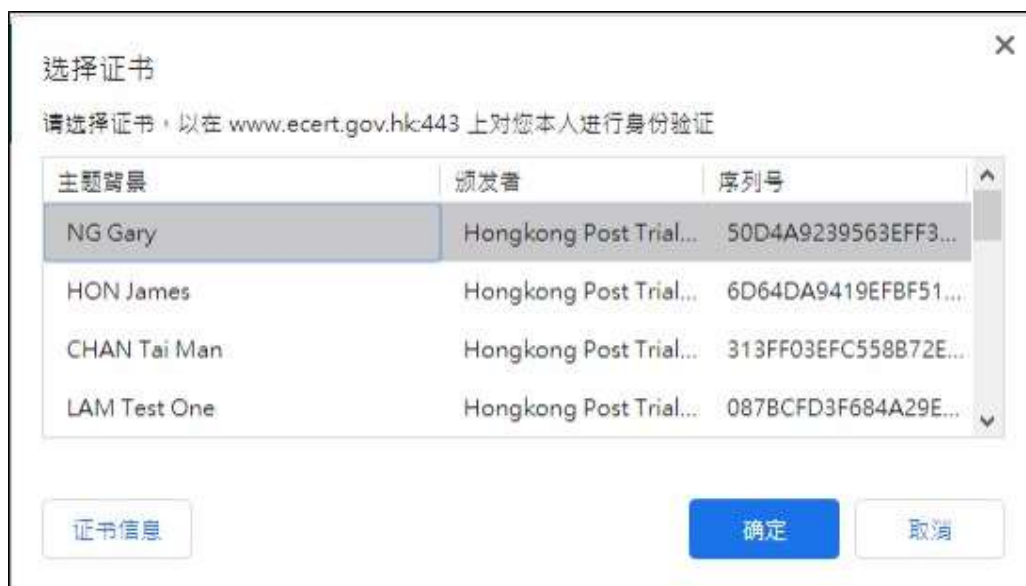 选择证书
请选择证书，以在 www.ecert.gov.hk:443 上对您本人进行身份验证
主题背景 颁发者 序列号
NG Gary Hongkong Post Trial... 50D4A9239563EFF3...
HON James Hongkong Post Trial... 6D64DA9419EFBF51...
CHAN Tai Man Hongkong Post Trial... 313FF03EFC558B72E...
LAM Test One Hongkong Post Trial... 087BCFD3F684A29E...
证书信息 确定 取消